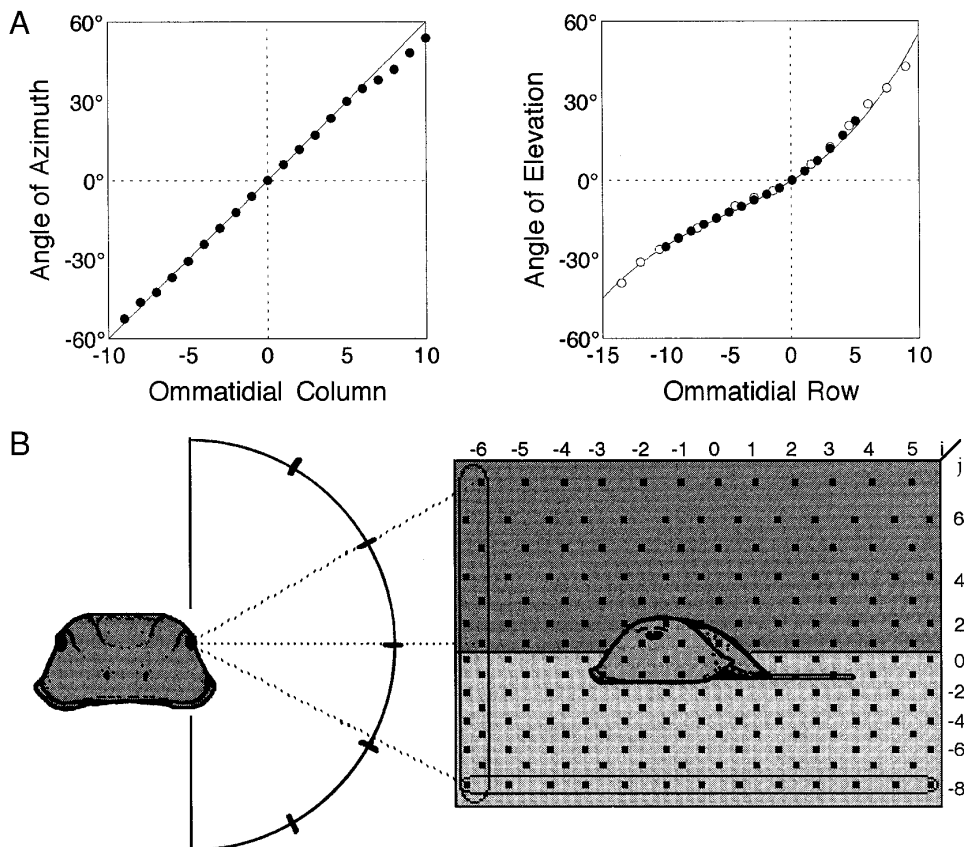 A
60°
30°
0°
-30°
-60°
Angle of Azimuth
-10 -5 0 5 10
Ommatidial Column
60°
30°
0°
-30°
-60°
Angle of Elevation
-15 -10 -5 0 5 10
Ommatidial Row
B
-6 -5 -4 -3 -2 -1 0 1 2 3 4 5 i
j
6
4
2
0
-2
-4
-6
-8